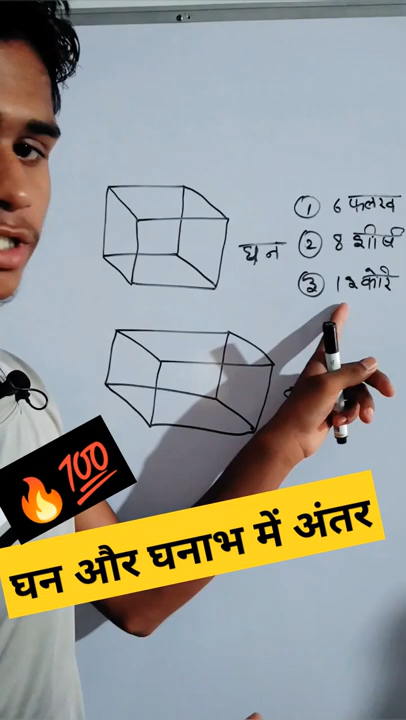 घन
① 6 फलक
② 8 शीर्ष
③ 12 कोरे
🔥💯
घन और घनाभ में अंतर